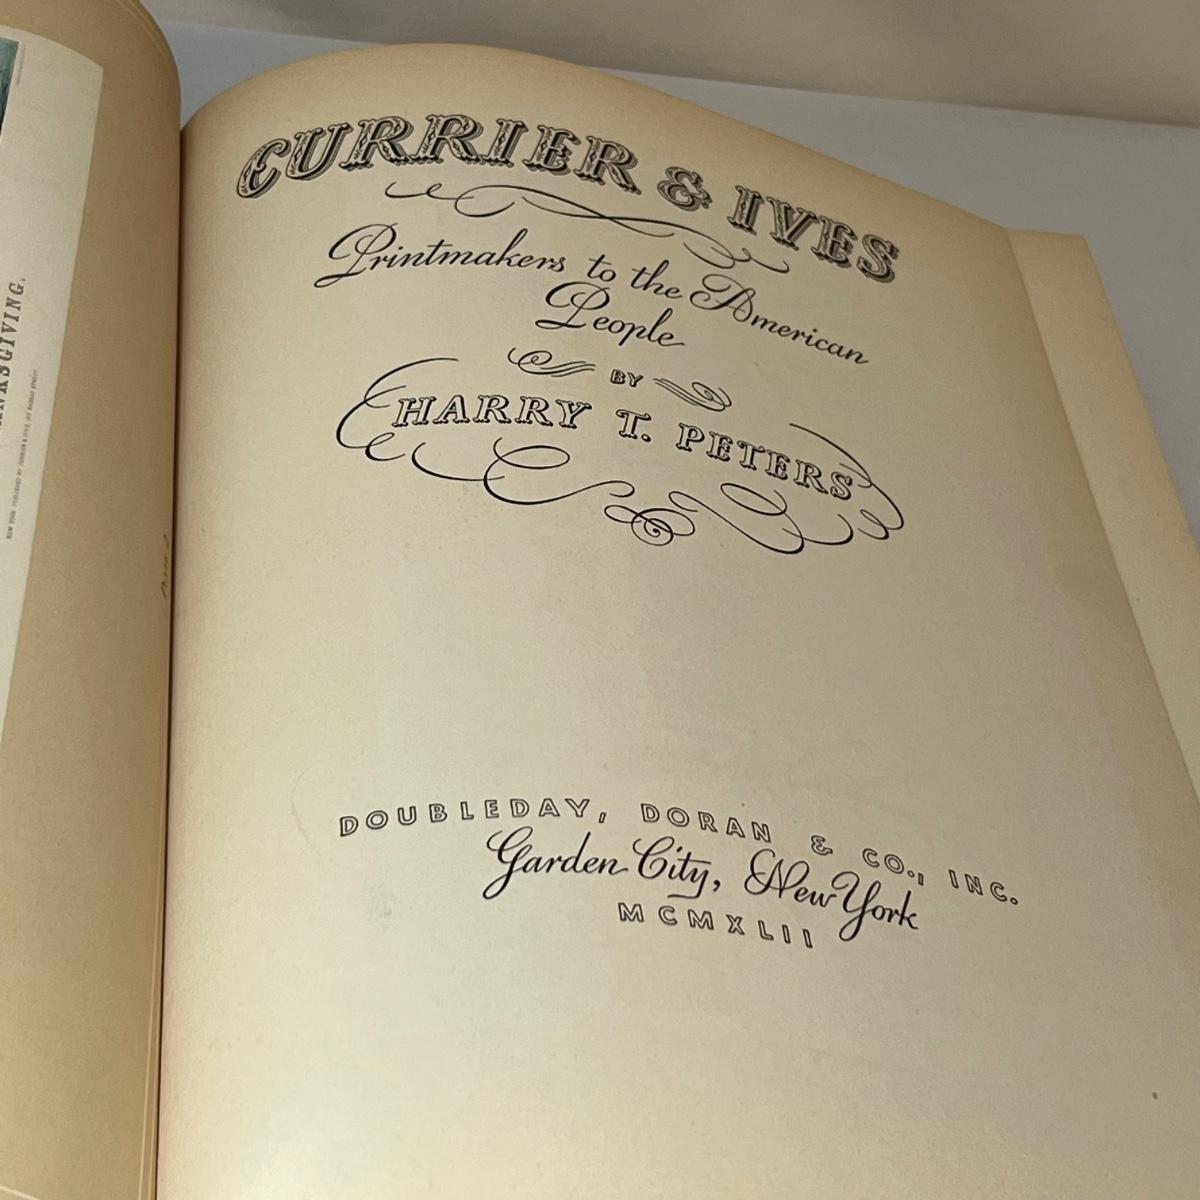 CURRIER & IVES
Printmakers to the American
People
BY
HARRY T. PETERS
DOUBLEDAY, DORAN & CO., INC.
Garden City, New York
MCMXLII